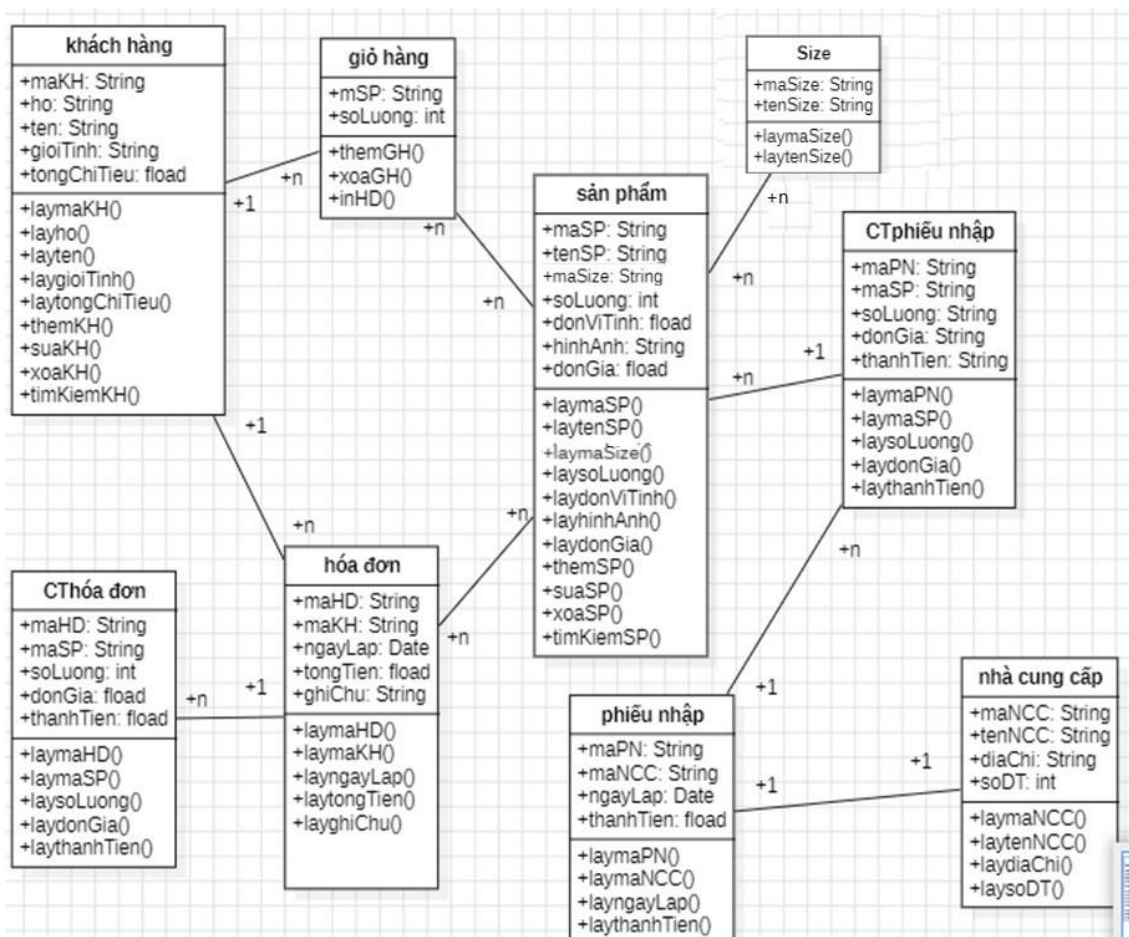 khách hàng
+maKH: String
+ho: String
+ten: String
+gioiTinh: String
+tongChiTieu: fload
+laymaKH()
+layho()
+layten()
+laygioiTinh()
+laytongChiTieu()
+themKH()
+suaKH()
+xoaKH()
+timKiemKH()
+1
+n
giỏ hàng
+mSP: String
+soLuong: int
+themGH()
+xoaGH()
+inHD()
+n
+n
Size
+maSize: String
+tenSize: String
+laymaSize()
+laytenSize()
+n
+n
sản phẩm
+maSP: String
+tenSP: String
+maSize: String
+soLuong: int
+donViTinh: fload
+hinhAnh: String
+donGia: fload
+laymaSP()
+laytenSP()
+laymaSize()
+laysoLuong()
+laydonViTinh()
+layhinhAnh()
+laydonGia()
+themSP()
+suaSP()
+xoaSP()
+timKiemSP()
+n
+1
CTphiếu nhập
+maPN: String
+maSP: String
+soLuong: String
+donGia: String
+thanhTien: String
+laymaPN()
+laymaSP()
+laysoLuong()
+laydonGia()
+laythanhTien()
+n
+1
+1
+n
+n
+n
CThóa đơn
+maHD: String
+maSP: String
+soLuong: int
+donGia: fload
+thanhTien: fload
+laymaHD()
+laymaSP()
+laysoLuong()
+laydonGia()
+laythanhTien()
+n
+1
hóa đơn
+maHD: String
+maKH: String
+ngayLap: Date
+tongTien: fload
+ghiChu: String
+laymaHD()
+laymaKH()
+layngayLap()
+laytongTien()
+layghiChu()
phiếu nhập
+maPN: String
+maNCC: String
+ngayLap: Date
+thanhTien: fload
+laymaPN()
+laymaNCC()
+layngayLap()
+laythanhTien()
+1
+1
nhà cung cấp
+maNCC: String
+tenNCC: String
+diaChi: String
+soDT: int
+laymaNCC()
+laytenNCC()
+laydiaChi()
+laysoDT()